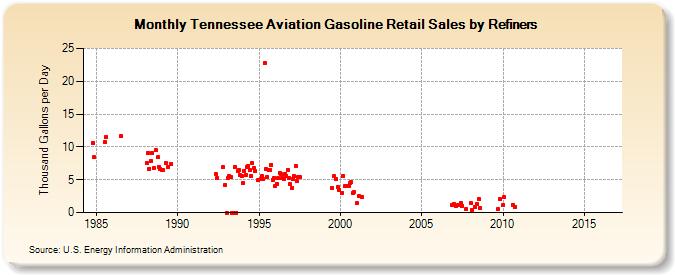 Monthly Tennessee Aviation Gasoline Retail Sales by Refiners
Thousand Gallons per Day
25
20
15
10
5
0
1985 1990 1995 2000 2005 2010 2015
Source: U.S. Energy Information Administration